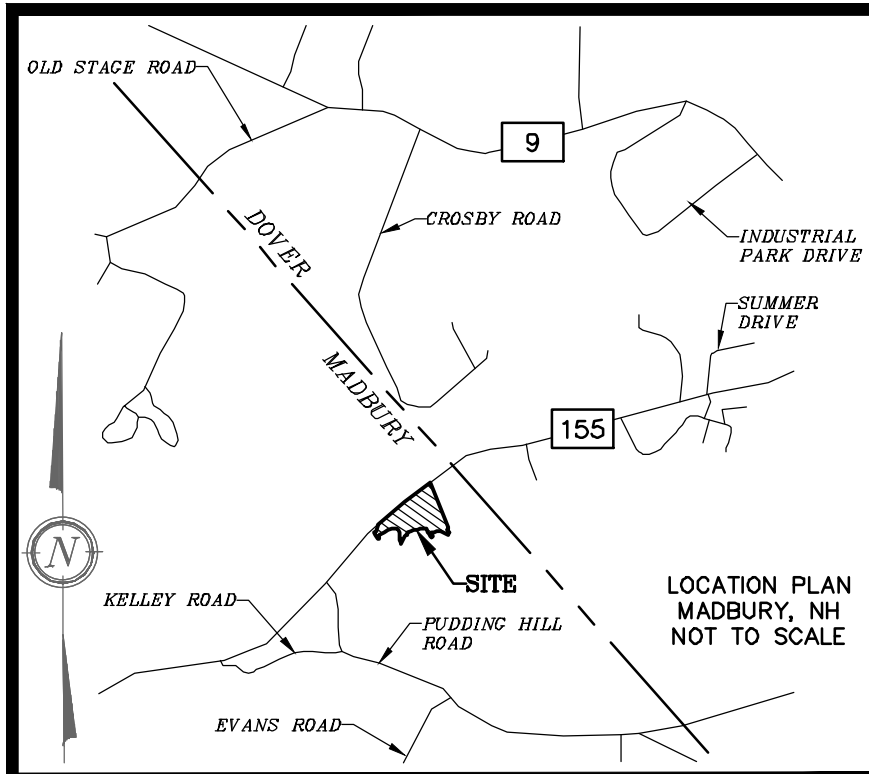 OLD STAGE ROAD
9
DOVER
CROSBY ROAD
INDUSTRIAL
PARK DRIVE
SUMMER
DRIVE
MADBURY
155
N
SITE
KELLEY ROAD
PUDDING HILL
ROAD
LOCATION PLAN
MADBURY, NH
NOT TO SCALE
EVANS ROAD